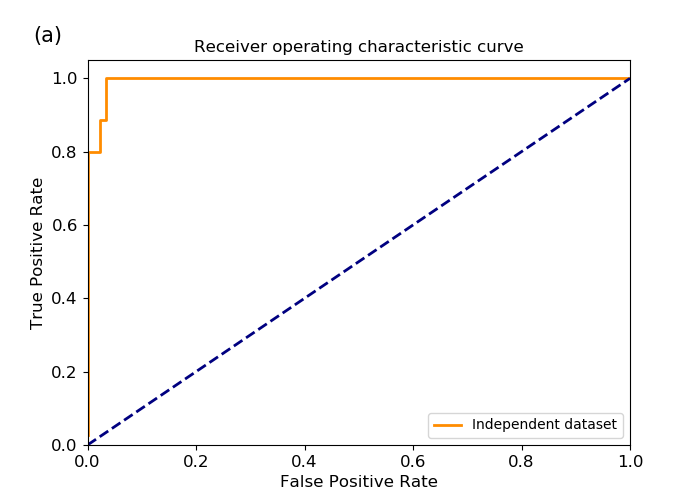 (a)
Receiver operating characteristic curve
True Positive Rate
1.0
0.8
0.6
0.4
0.2
0.0
Independent dataset
0.0 0.2 0.4 0.6 0.8 1.0
False Positive Rate